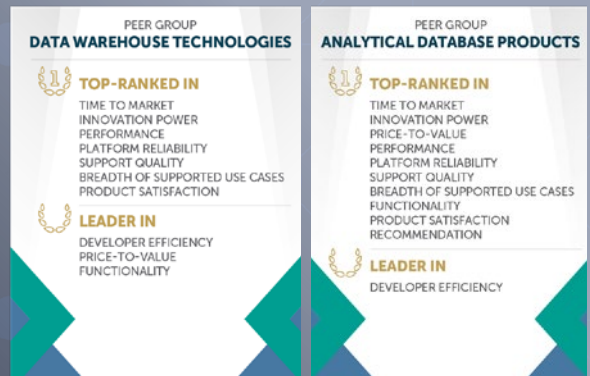 PEER GROUP
DATA WAREHOUSE TECHNOLOGIES
1
TOP-RANKED IN
TIME TO MARKET
INNOVATION POWER
PERFORMANCE
PLATFORM RELIABILITY
SUPPORT QUALITY
BREADTH OF SUPPORTED USE CASES
PRODUCT SATISFACTION
LEADER IN
DEVELOPER EFFICIENCY
PRICE-TO-VALUE
FUNCTIONALITY
PEER GROUP
ANALYTICAL DATABASE PRODUCTS
1
TOP-RANKED IN
TIME TO MARKET
INNOVATION POWER
PRICE-TO-VALUE
PERFORMANCE
PLATFORM RELIABILITY
SUPPORT QUALITY
BREADTH OF SUPPORTED USE CASES
FUNCTIONALITY
PRODUCT SATISFACTION
RECOMMENDATION
LEADER IN
DEVELOPER EFFICIENCY